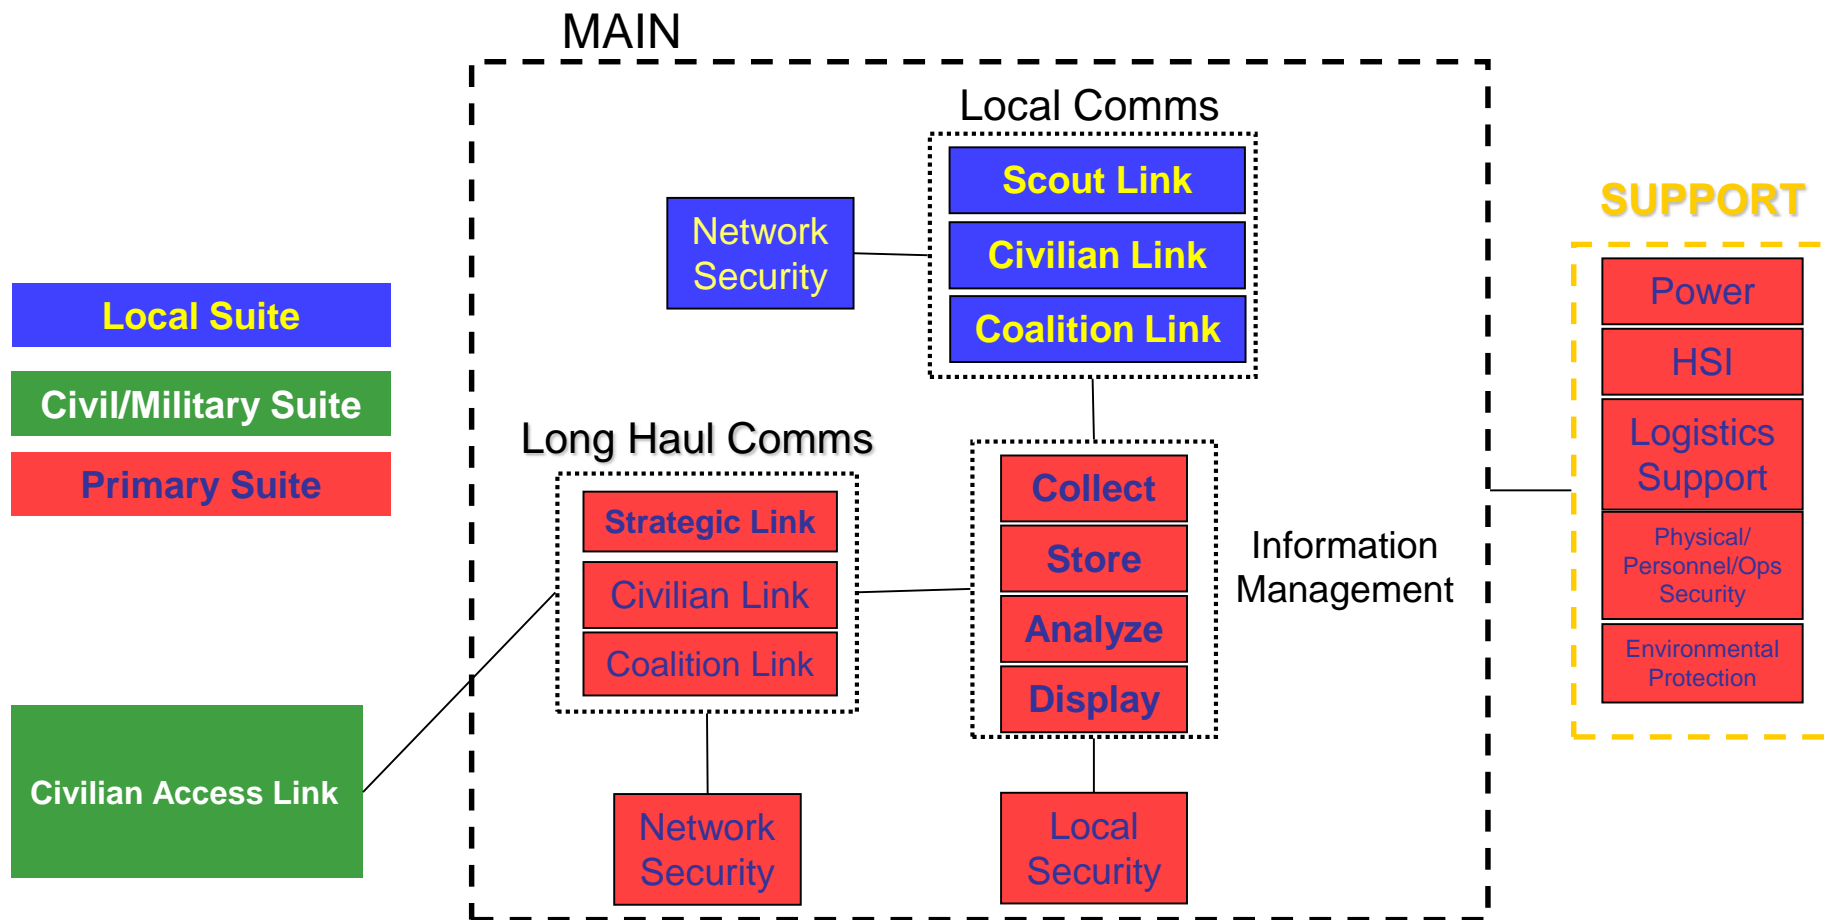 MAIN
Local Comms
Scout Link
Civilian Link
Coalition Link
Network
Security
SUPPORT
Power
HSI
Logistics
Support
Physical/
Personnel/Ops
Security
Environmental
Protection
Local Suite
Civil/Military Suite
Primary Suite
Long Haul Comms
Strategic Link
Civilian Link
Coalition Link
Collect
Store
Analyze
Display
Information
Management
Civilian Access Link
Network
Security
Local
Security